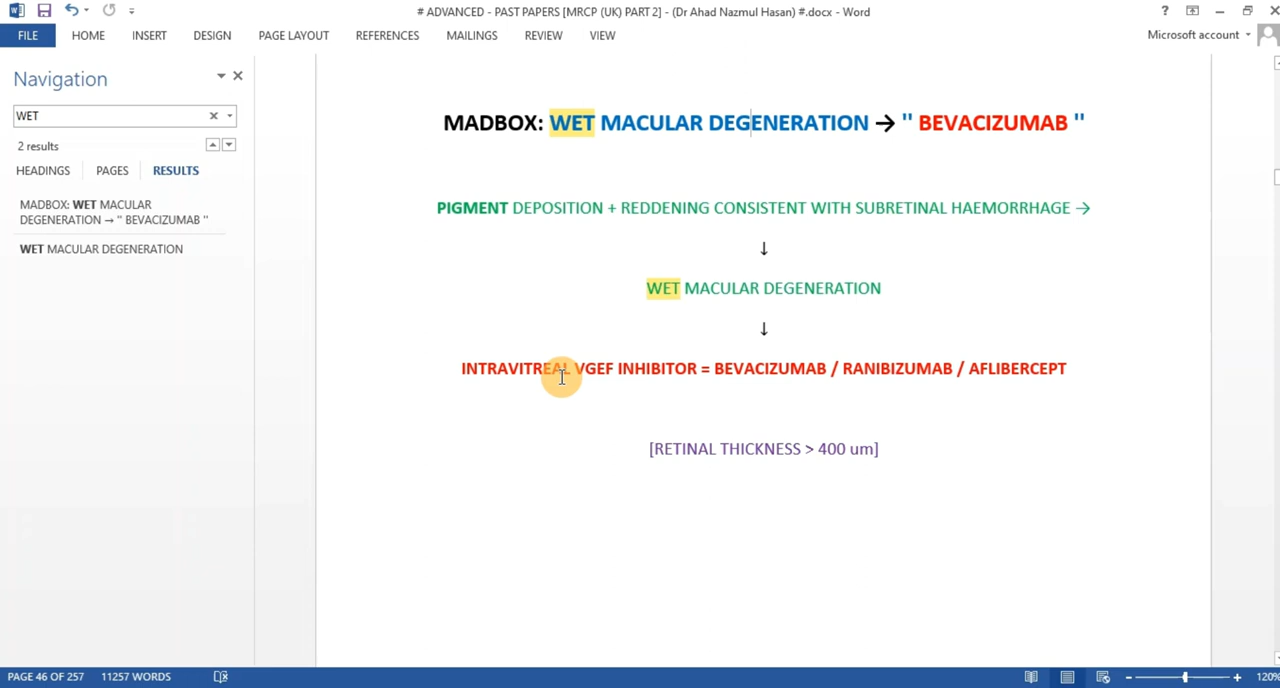 # ADVANCED - PAST PAPERS [MRCP (UK) PART 2] - (Dr Ahad Nazmul Hasan) #.docx - Word
FILE HOME INSERT DESIGN PAGE LAYOUT REFERENCES MAILINGS REVIEW VIEW Microsoft account
Navigation
WET
2 results
HEADINGS PAGES RESULTS
MADBOX: WET MACULAR
DEGENERATION → " BEVACIZUMAB "
WET MACULAR DEGENERATION
MADBOX: WET MACULAR DEGENERATION → " BEVACIZUMAB "
PIGMENT DEPOSITION + REDDENING CONSISTENT WITH SUBRETINAL HAEMORRHAGE →
↓
WET MACULAR DEGENERATION
↓
INTRAVITREAL VGEF INHIBITOR = BEVACIZUMAB / RANIBIZUMAB / AFLIBERCEPT
[RETINAL THICKNESS > 400 um]
PAGE 46 OF 257 11257 WORDS 120%